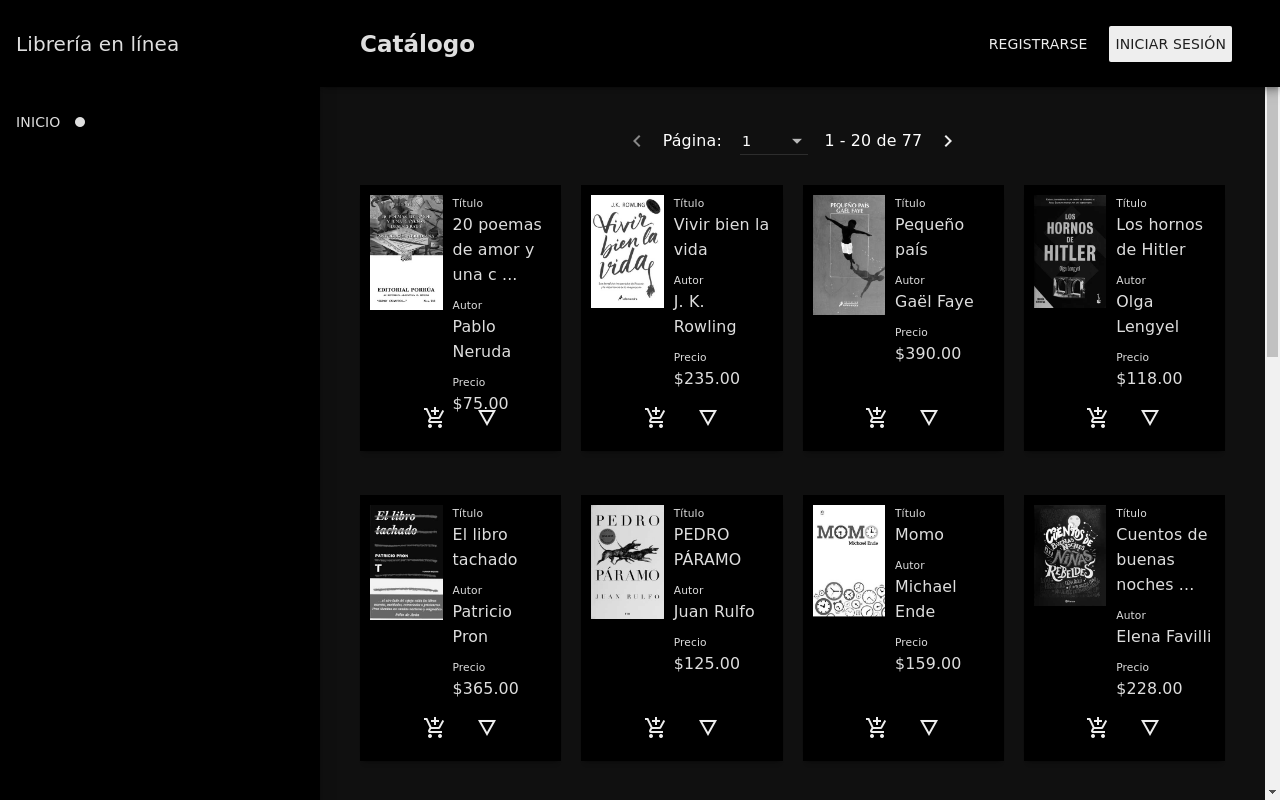 Librería en línea
Catálogo
REGISTRARSE
INICIAR SESIÓN
INICIO
Página:
1
1 - 20 de 77
EDITORIAL PORRÚA
Título
20 poemas
de amor y
una c ...
Autor
Pablo
Neruda
Precio
$75.00
J.K. ROWLING
Vivir
bien la
vida
Título
Vivir bien la
vida
Autor
J. K.
Rowling
Precio
$235.00
PEQUEÑO PAÍS
GAËL FAYE
Título
Pequeño
país
Autor
Gaël Faye
Precio
$390.00
LOS
HORNOS
DE
HITLER
Olga Lengyel
Título
Los hornos
de Hitler
Autor
Olga
Lengyel
Precio
$118.00
El libro
tachado
PATRICIO PRON
T
Título
El libro
tachado
Autor
Patricio
Pron
Precio
$365.00
PEDRO
PÁRAMO
JUAN RULFO
Título
PEDRO
PÁRAMO
Autor
Juan Rulfo
Precio
$125.00
MOMO
Michael Ende
Título
Momo
Autor
Michael
Ende
Precio
$159.00
CUENTOS DE
BUENAS NOCHES
NIÑAS
REBELDES
Título
Cuentos de
buenas
noches ...
Autor
Elena Favilli
Precio
$228.00